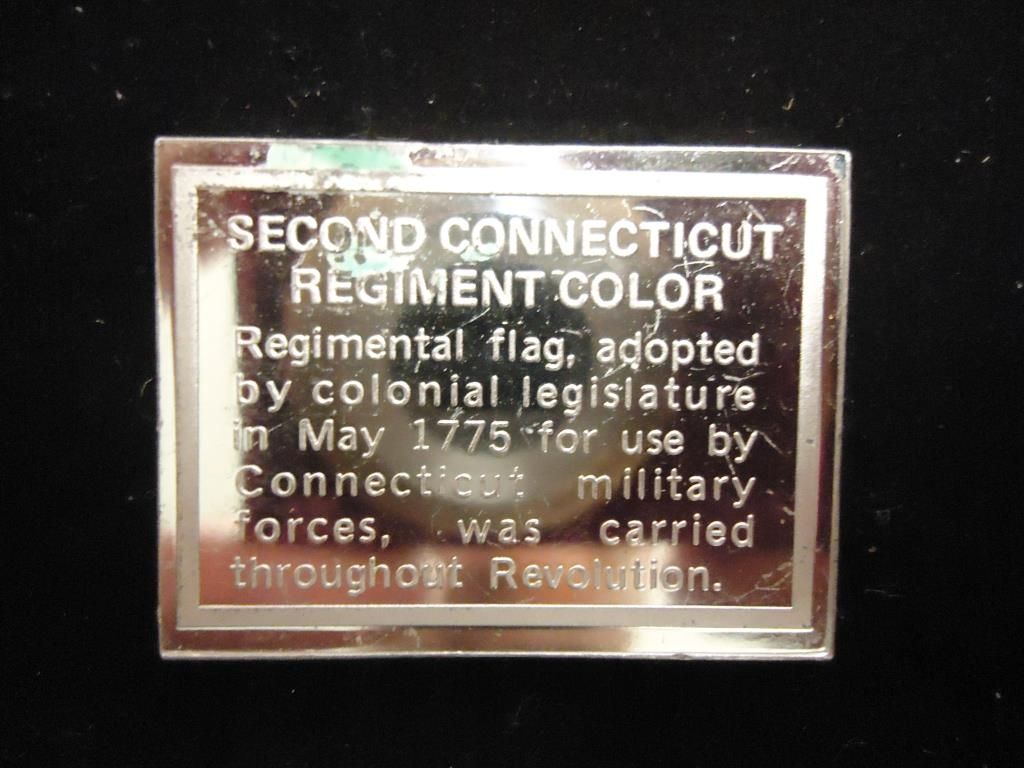 SECOND CONNECTICUT
REGIMENT COLOR
Regimental flag, adopted
by colonial legislature
in May 1775 for use by
Connecticut military
forces, was carried
throughout Revolution.